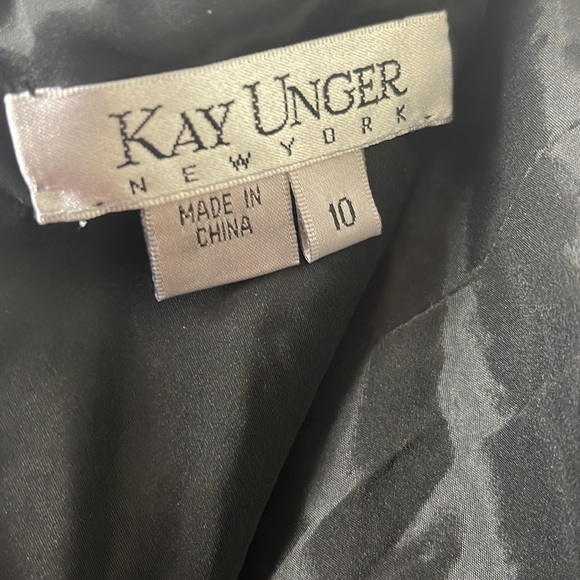 KAY UNGER
NEW YORK
MADE IN
CHINA
10